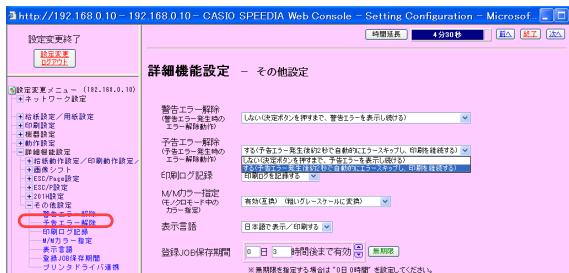 http://192.168.0.10 - 192.168.0.10 - CASIO SPEEDIA Web Console - Setting Configuration - Microsof...
設定変更終了
設定変更
ログアウト
時間延長
4分30秒
前へ
終了
次へ
設定変更メニュー (192.168.0.10)
ネットワーク設定
給紙設定／用紙設定
印刷設定
機器設定
動作設定
詳細機能設定
給紙動作設定／印刷動作設定／
画像シフト
ESC/Page設定
ESC/P設定
201H設定
その他設定
警告エラー解除
予告エラー解除
印刷ログ記録
M/Mカラー指定
表示言語
登録JOB保存期間
プリンタドライバ連携
詳細機能設定 － その他設定
警告エラー解除
(警告エラー発生時の
エラー解除動作)
しない(決定ボタンを押すまで、警告エラーを表示し続ける)
予告エラー解除
(予告エラー発生時の
エラー解除動作)
する(予告エラー発生後約2秒で自動的にエラースキップし、印刷を継続する)
しない(決定ボタンを押すまで、予告エラーを表示し続ける)
する(予告エラー発生後約2秒で自動的にエラースキップし、印刷を継続する)
印刷ログ記録
印刷ログを記録する
M/Mカラー指定
(モノクロモード中の
カラー指定)
有効(互換) (粗いグレースケールに変換)
表示言語
日本語で表示／印刷する
登録JOB保存期間
0 日 3 時間後まで有効
無期限
※無期限を指定する場合は "0日 0時間" を設定してください。